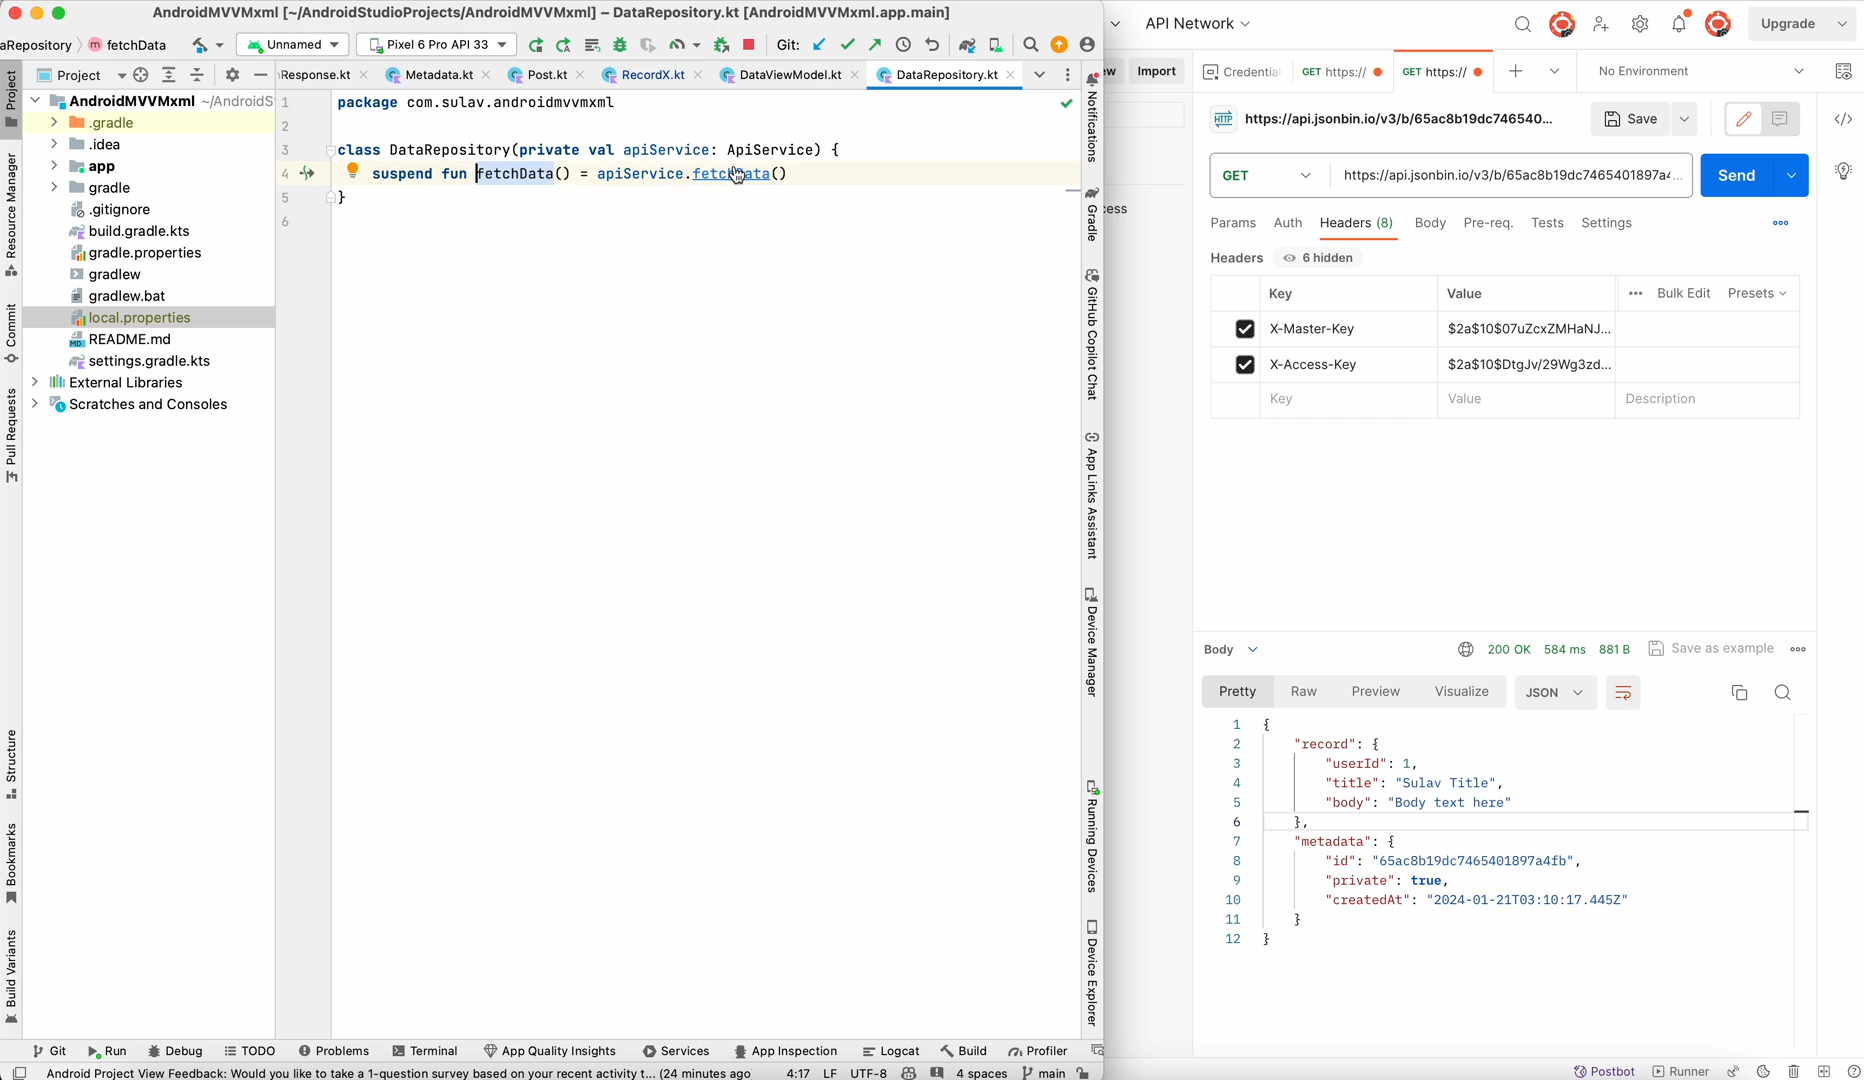 AndroidMVVMxml [~/AndroidStudioProjects/AndroidMVVMxml] – DataRepository.kt [AndroidMVVMxml.app.main]
aRepository
fetchData
Unnamed
Pixel 6 Pro API 33
Git:
Project
Response.kt
Metadata.kt
Post.kt
RecordX.kt
DataViewModel.kt
DataRepository.kt
AndroidMVVMxml ~/AndroidS
.gradle
.idea
app
gradle
.gitignore
build.gradle.kts
gradle.properties
gradlew
gradlew.bat
local.properties
README.md
settings.gradle.kts
External Libraries
Scratches and Consoles
Project
Resource Manager
Commit
Pull Requests
Structure
Bookmarks
Build Variants
1 package com.sulav.androidmvvmxml
2
3 class DataRepository(private val apiService: ApiService) {
4 suspend fun fetchData() = apiService.fetchData()
5 }
6
Notifications
Gradle
GitHub Copilot Chat
App Links Assistant
Device Manager
Running Devices
Device Explorer
Git
Run
Debug
TODO
Problems
Terminal
App Quality Insights
Services
App Inspection
Logcat
Build
Profiler
Android Project View Feedback: Would you like to take a 1-question survey based on your recent activity t... (24 minutes ago
4:17 LF UTF-8 4 spaces main
API Network
Upgrade
ew
Import
Credential
GET https://
GET https://
No Environment
cess
HTTP
https://api.jsonbin.io/v3/b/65ac8b19dc746540...
Save
GET
https://api.jsonbin.io/v3/b/65ac8b19dc7465401897a4...
Send
Params Auth Headers (8) Body Pre-req. Tests Settings
Headers 6 hidden
Key Value Bulk Edit Presets
X-Master-Key $2a$10$07uZcxZMHaNJ...
X-Access-Key $2a$10$DtgJv/29Wg3zd...
Key Value Description
Body
200 OK 584 ms 881 B Save as example
Pretty Raw Preview Visualize JSON
1 {
2 "record": {
3 "userId": 1,
4 "title": "Sulav Title",
5 "body": "Body text here"
6 },
7 "metadata": {
8 "id": "65ac8b19dc7465401897a4fb",
9 "private": true,
10 "createdAt": "2024-01-21T03:10:17.445Z"
11 }
12 }
Postbot
Runner